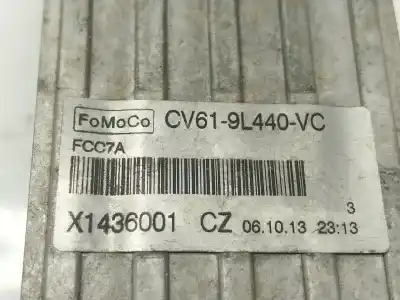 FoMoCo CV61-9L440-VC
FCC7A
3
X1436001 CZ 06.10.13 23:13